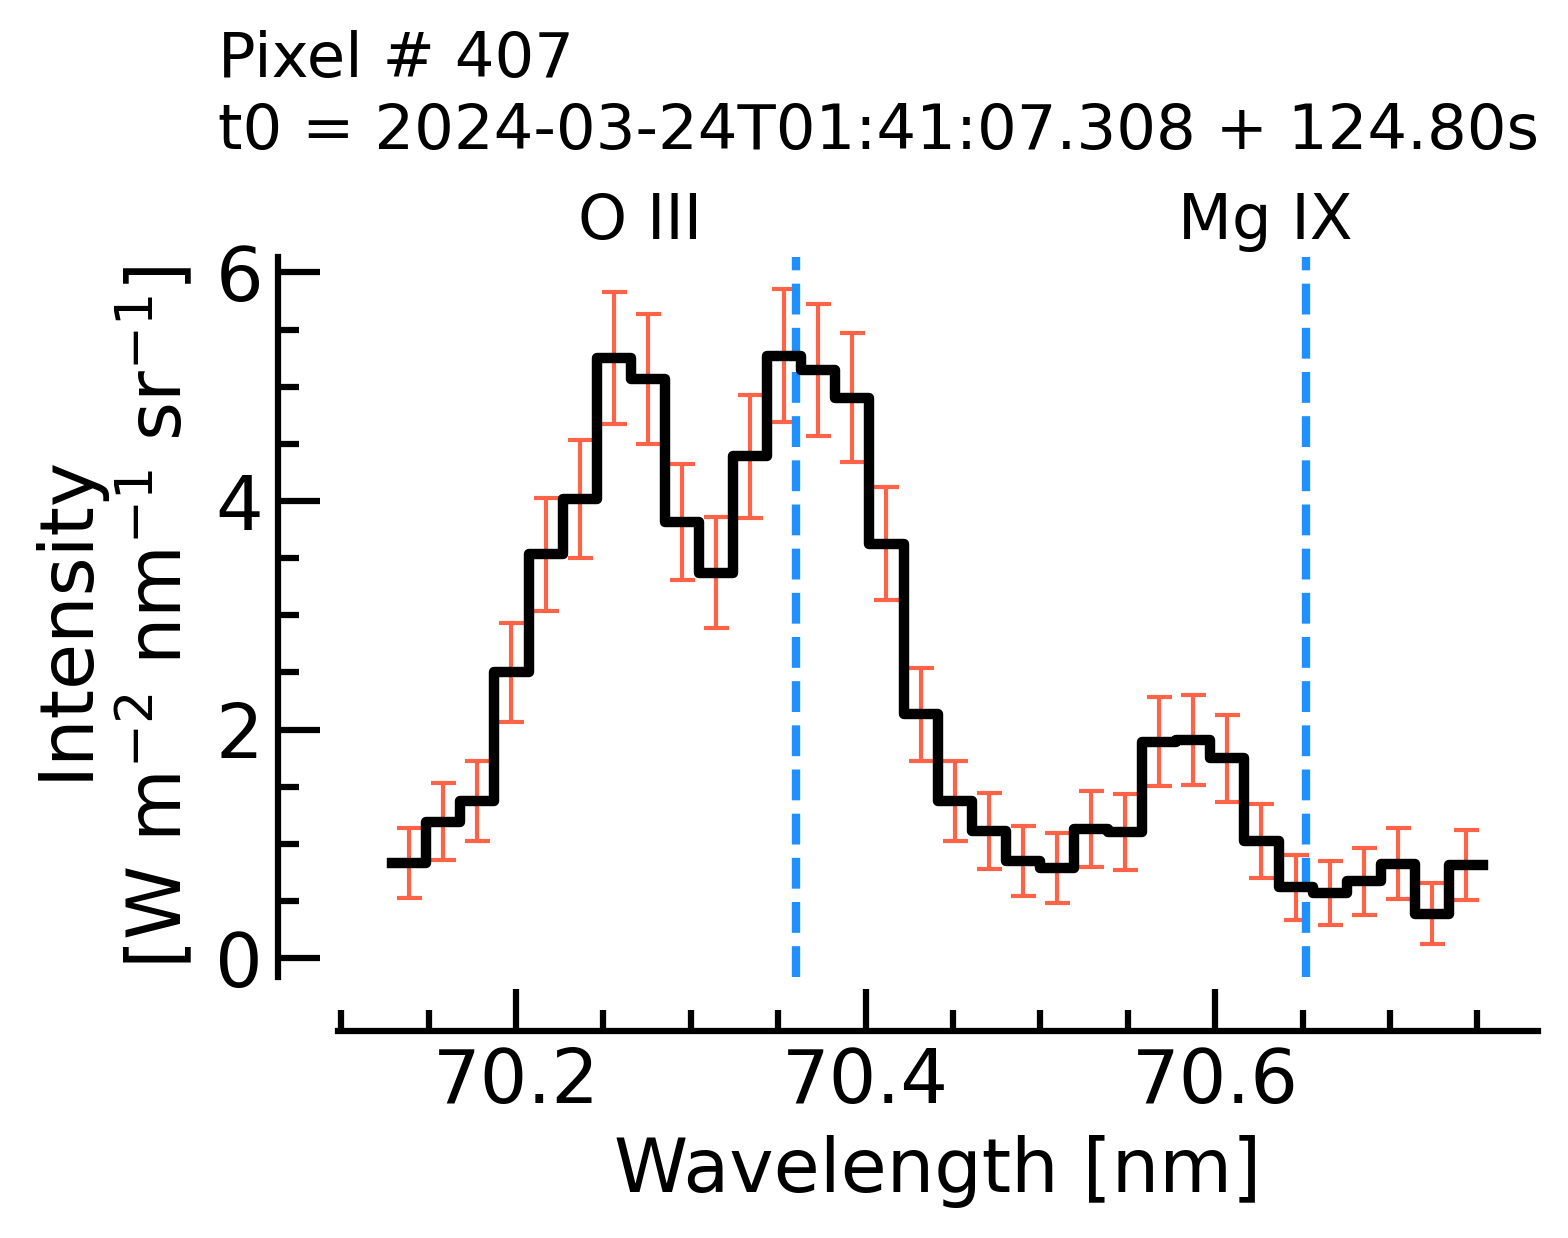 Pixel # 407
t0 = 2024-03-24T01:41:07.308 + 124.80s
O III
Mg IX
Intensity
[W m⁻² nm⁻¹ sr⁻¹]
6
4
2
0
70.2
70.4
70.6
Wavelength [nm]